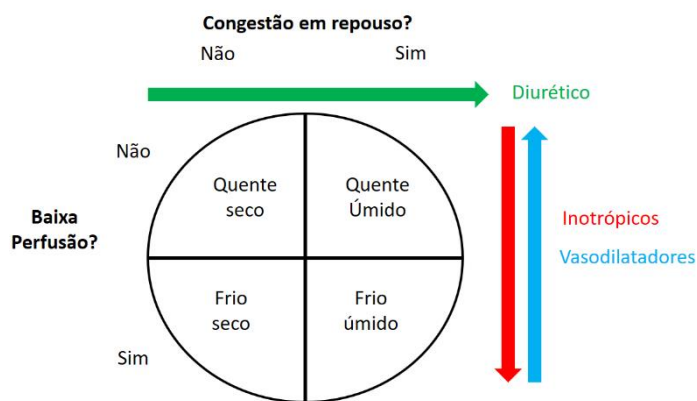 Congestão em repouso?
Não
Sim
Diurético
Não
Quente
seco
Quente
Úmido
Baixa
Perfusão?
Inotrópicos
Vasodilatadores
Frio
seco
Frio
úmido
Sim